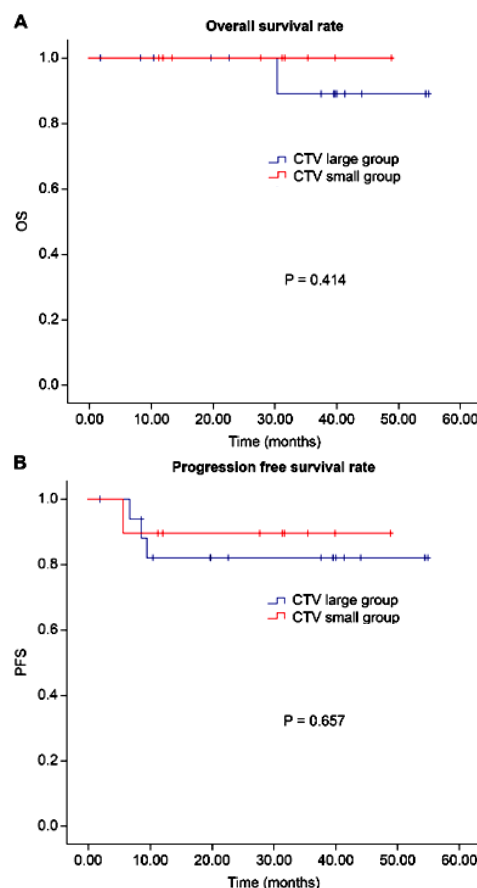 A
Overall survival rate
1.0
0.8
0.6
0.4
0.2
0.0
OS
CTV large group
CTV small group
P = 0.414
0.00 10.00 20.00 30.00 40.00 50.00 60.00
Time (months)
B
Progression free survival rate
1.0
0.8
0.6
0.4
0.2
0.0
PFS
CTV large group
CTV small group
P = 0.657
0.00 10.00 20.00 30.00 40.00 50.00 60.00
Time (months)